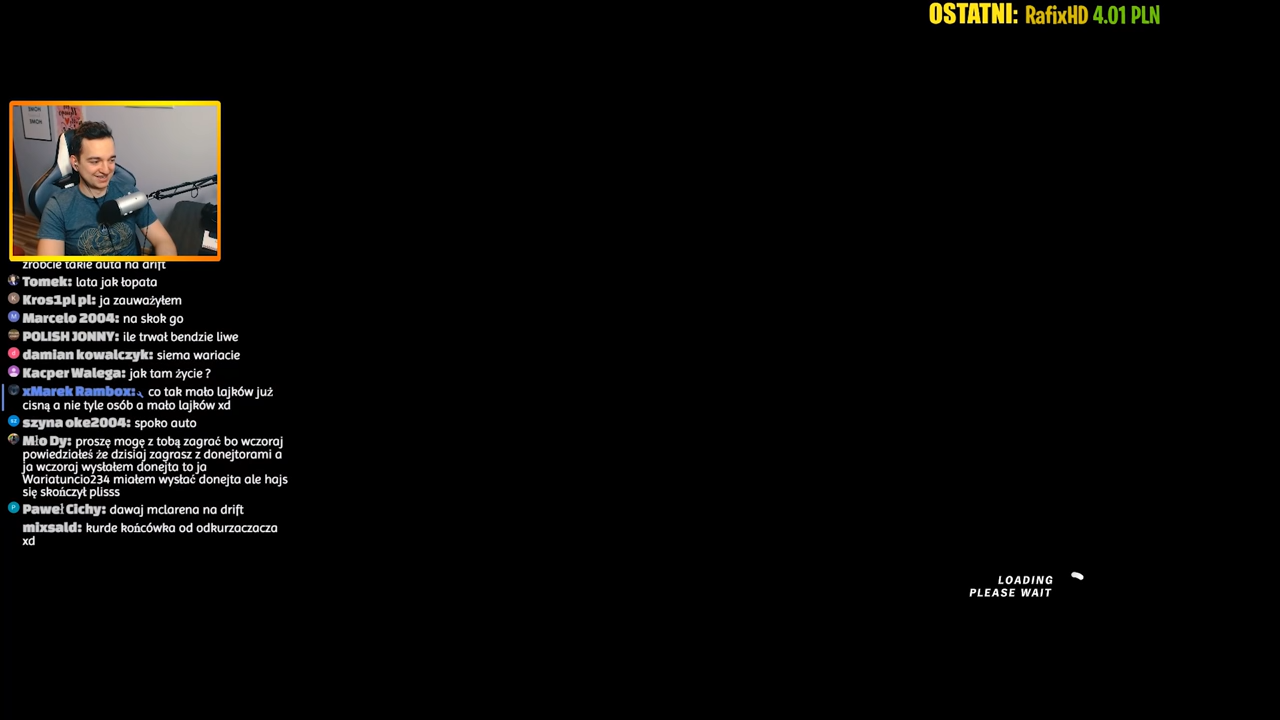 OSTATNI: RafixHD 4.01 PLN
zróbcie takie auta na drift
Tomek: lata jak łopata
Kros1pl pl: ja zauważyłem
Marcelo 2004: na skok go
POLISH JONNY: ile trwał bendzie liwe
damian kowalczyk: siema wariacie
Kacper Walega: jak tam życie ?
xMarek Rambox: co tak mało lajków już
cisną a nie tyle osób a mało lajków xd
szyna oke2004: spoko auto
Mło Dy: proszę mogę z tobą zagrać bo wczoraj
powiedziałeś że dzisiaj zagrasz z donejtorami a
ja wczoraj wysłałem donejta to ja
Wariatuncio234 miałem wysłać donejta ale hajs
się skończył plisss
Paweł Cichy: dawaj mclarena na drift
mixsald: kurde końcówka od odkurzaczacza
xd
LOADING
PLEASE WAIT